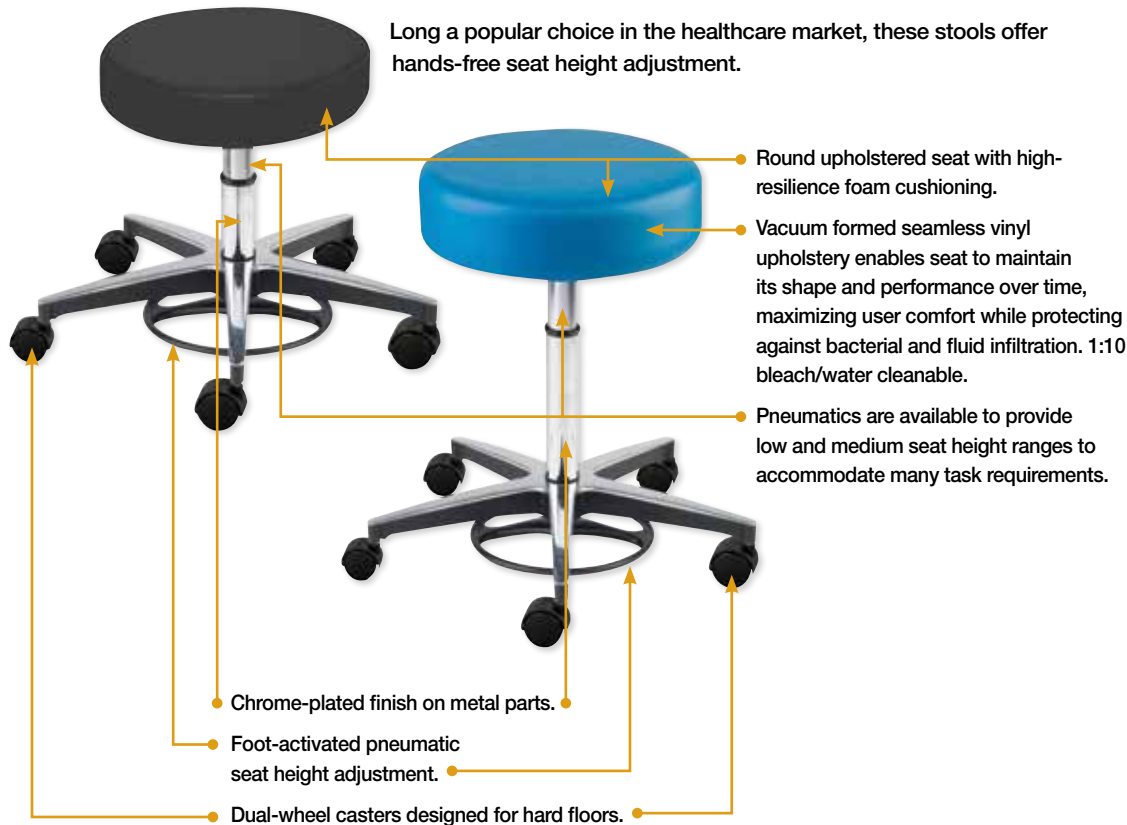 Long a popular choice in the healthcare market, these stools offer
hands-free seat height adjustment.
Round upholstered seat with high-
resilience foam cushioning.
Vacuum formed seamless vinyl
upholstery enables seat to maintain
its shape and performance over time,
maximizing user comfort while protecting
against bacterial and fluid infiltration. 1:10
bleach/water cleanable.
Pneumatics are available to provide
low and medium seat height ranges to
accommodate many task requirements.
Chrome-plated finish on metal parts.
Foot-activated pneumatic
seat height adjustment.
Dual-wheel casters designed for hard floors.